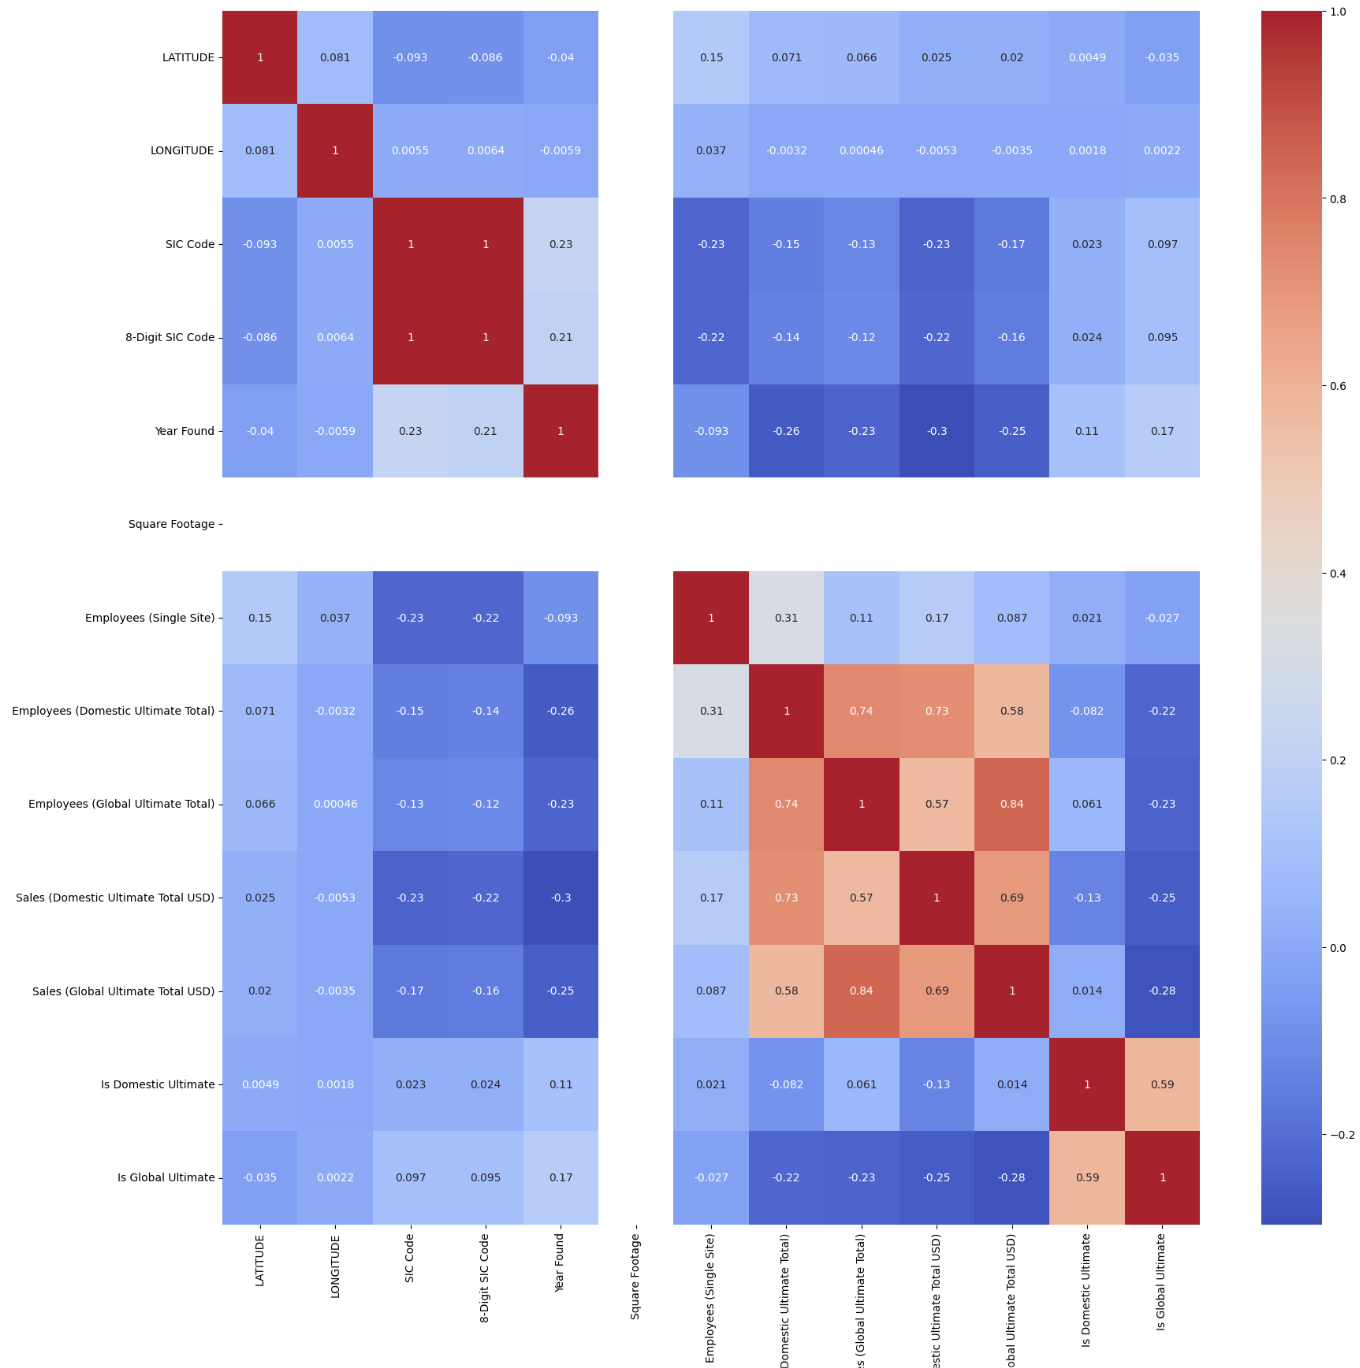 LATITUDE 1 0.081 -0.093 -0.086 -0.04 0.15 0.071 0.066 0.025 0.02 0.0049 -0.035
LONGITUDE 0.081 1 0.0055 0.0064 -0.0059 0.037 -0.0032 0.00046 -0.0053 -0.0035 0.0018 0.0022
SIC Code -0.093 0.0055 1 1 0.23 -0.23 -0.15 -0.13 -0.23 -0.17 0.023 0.097
8-Digit SIC Code -0.086 0.0064 1 1 0.21 -0.22 -0.14 -0.12 -0.22 -0.16 0.024 0.095
Year Found -0.04 -0.0059 0.23 0.21 1 -0.093 -0.26 -0.23 -0.3 -0.25 0.11 0.17
Square Footage
Employees (Single Site) 0.15 0.037 -0.23 -0.22 -0.093 1 0.31 0.11 0.17 0.087 0.021 -0.027
Employees (Domestic Ultimate Total) 0.071 -0.0032 -0.15 -0.14 -0.26 0.31 1 0.74 0.73 0.58 -0.082 -0.22
Employees (Global Ultimate Total) 0.066 0.00046 -0.13 -0.12 -0.23 0.11 0.74 1 0.57 0.84 0.061 -0.23
Sales (Domestic Ultimate Total USD) 0.025 -0.0053 -0.23 -0.22 -0.3 0.17 0.73 0.57 1 0.69 -0.13 -0.25
Sales (Global Ultimate Total USD) 0.02 -0.0035 -0.17 -0.16 -0.25 0.087 0.58 0.84 0.69 1 0.014 -0.28
Is Domestic Ultimate 0.0049 0.0018 0.023 0.024 0.11 0.021 -0.082 0.061 -0.13 0.014 1 0.59
Is Global Ultimate -0.035 0.0022 0.097 0.095 0.17 -0.027 -0.22 -0.23 -0.25 -0.28 0.59 1
LATITUDE
LONGITUDE
SIC Code
8-Digit SIC Code
Year Found
Square Footage
Employees (Single Site)
Domestic Ultimate Total)
(Global Ultimate Total)
Ultimate Total USD)
Ultimate Total USD)
Is Domestic Ultimate
Is Global Ultimate
1.0
0.8
0.6
0.4
0.2
0.0
−0.2